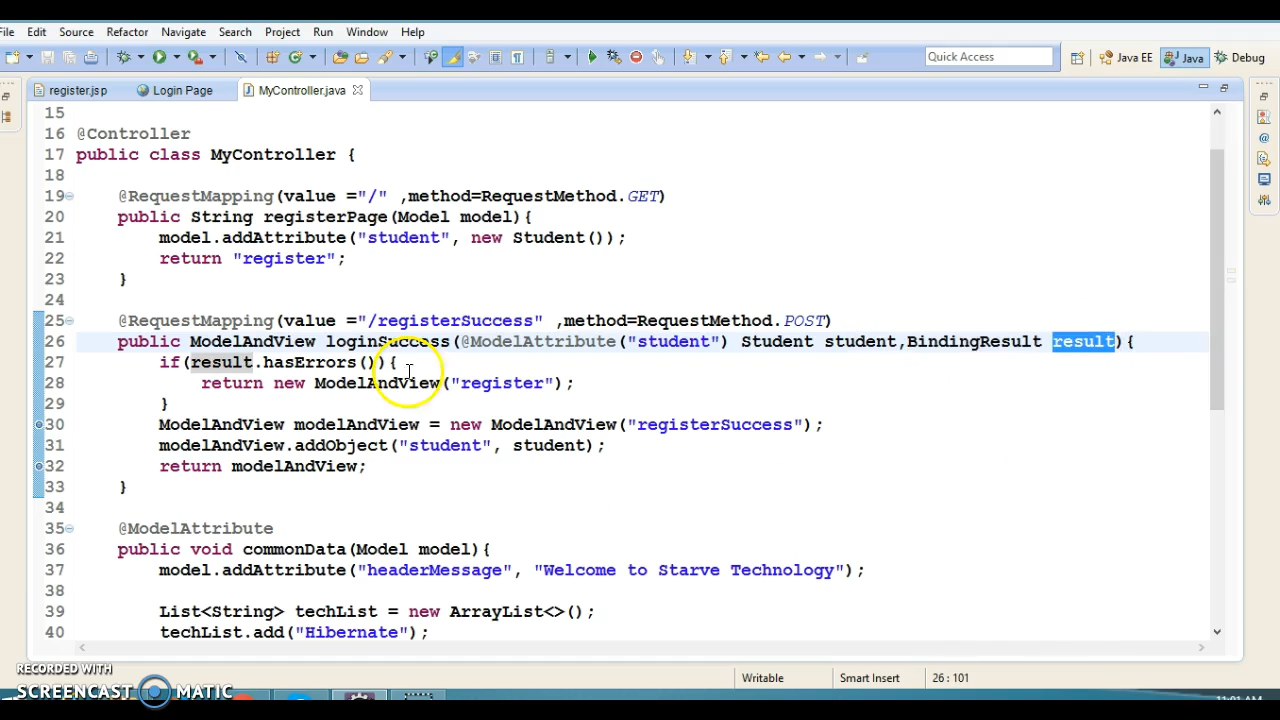 File Edit Source Refactor Navigate Search Project Run Window Help
Quick Access Java EE Java Debug
register.jsp Login Page MyController.java
15
16 @Controller
17 public class MyController {
18
19 @RequestMapping(value ="/" ,method=RequestMethod.GET)
20 public String registerPage(Model model){
21 model.addAttribute("student", new Student());
22 return "register";
23 }
24
25 @RequestMapping(value ="/registerSuccess" ,method=RequestMethod.POST)
26 public ModelAndView loginSuccess(@ModelAttribute("student") Student student,BindingResult result){
27 if(result.hasErrors()){
28 return new ModelAndView("register");
29 }
30 ModelAndView modelAndView = new ModelAndView("registerSuccess");
31 modelAndView.addObject("student", student);
32 return modelAndView;
33 }
34
35 @ModelAttribute
36 public void commonData(Model model){
37 model.addAttribute("headerMessage", "Welcome to Starve Technology");
38
39 List<String> techList = new ArrayList<>();
40 techList.add("Hibernate");
RECORDED WITH
SCREENCAST MATIC
Writable Smart Insert 26 : 101